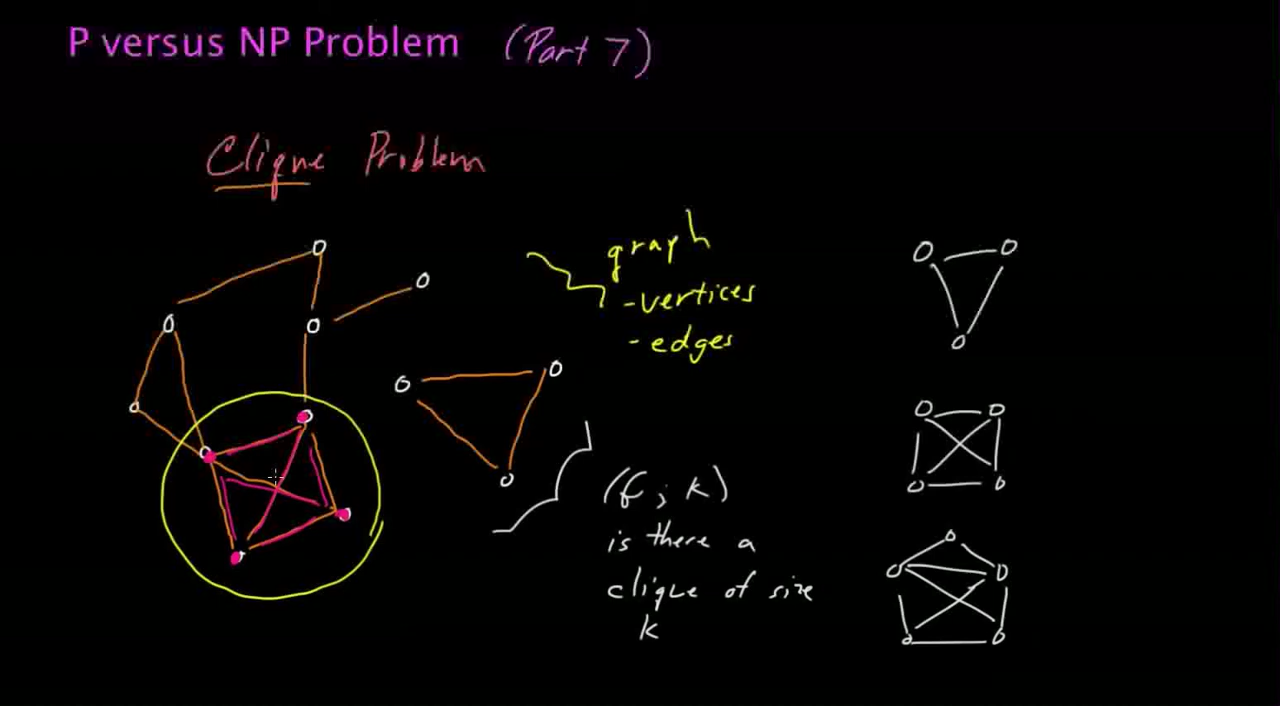 P versus NP Problem (Part 7)
Clique Problem
graph
-vertices
- edges
(G; k)
is there a
clique of size
k